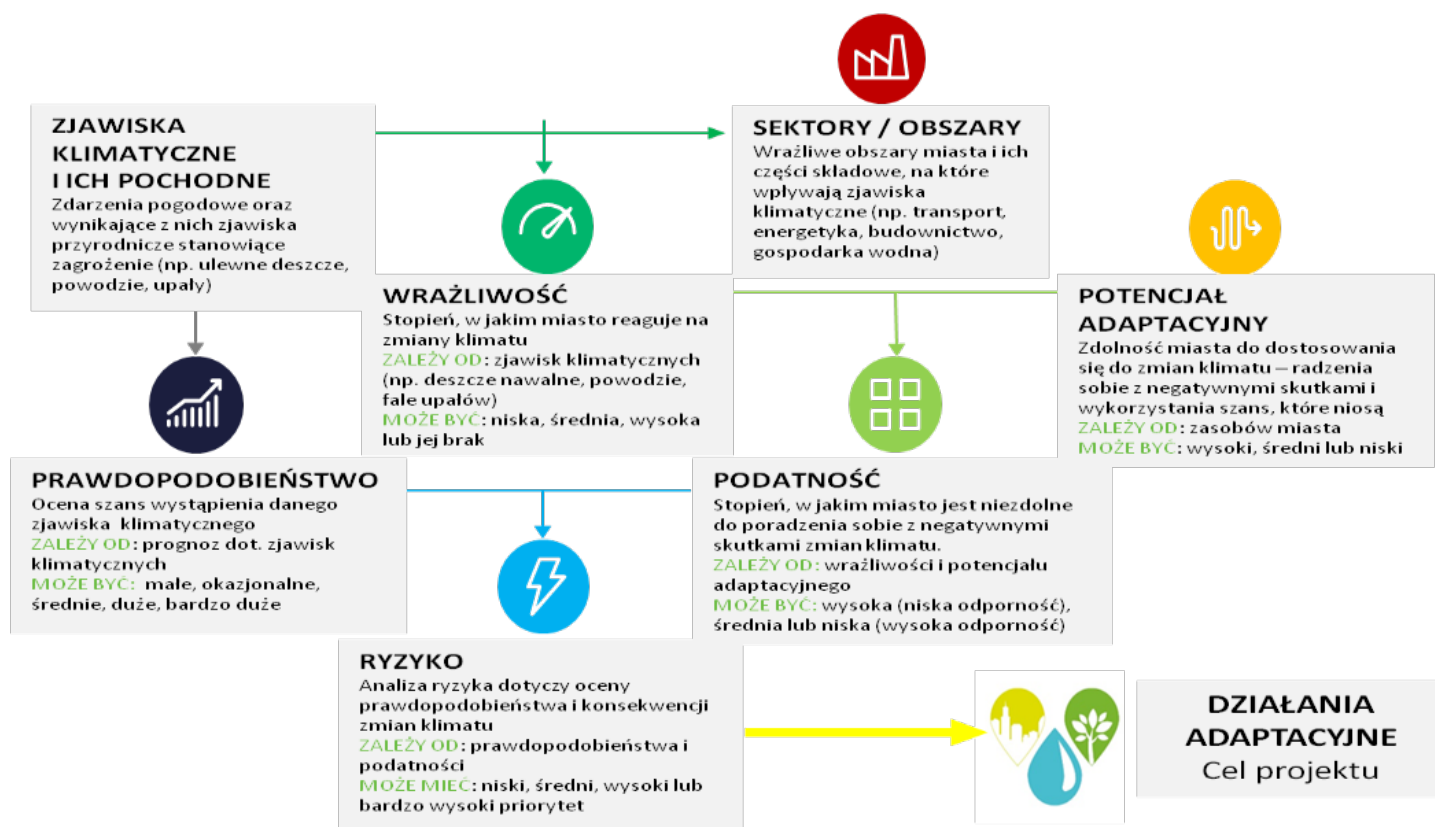 ZJAWISKA
KLIMATYCZNE
I ICH POCHODNE
Zdarzenia pogodowe oraz
wynikające z nich zjawiska
przyrodnicze stanowiące
zagrożenie (np. ulewne deszcze,
powodzie, upały)
SEKTORY / OBSZARY
Wrażliwe obszary miasta i ich
części składowe, na które
wpływają zjawiska
klimatyczne (np. transport,
energetyka, budownictwo,
gospodarka wodna)
WRAŻLIWOŚĆ
Stopień, w jakim miasto reaguje na
zmiany klimatu
ZALEŻY OD: zjawisk klimatycznych
(np. deszcze nawalne, powodzie,
fale upałów)
MOŻE BYĆ: niska, średnia, wysoka
lub jej brak
POTENCJAŁ
ADAPTACYJNY
Zdolność miasta do dostosowania
się do zmian klimatu – radzenia
sobie z negatywnymi skutkami i
wykorzystania szans, które niosą
ZALEŻY OD: zasobów miasta
MOŻE BYĆ: wysoki, średni lub niski
PRAWDOPODOBIEŃSTWO
Ocena szans wystąpienia danego
zjawiska klimatycznego
ZALEŻY OD: prognoz dot. zjawisk
klimatycznych
MOŻE BYĆ: małe, okazjonalne,
średnie, duże, bardzo duże
PODATNOŚĆ
Stopień, w jakim miasto jest niezdolne
do poradzenia sobie z negatywnymi
skutkami zmian klimatu.
ZALEŻY OD: wrażliwości i potencjału
adaptacyjnego
MOŻE BYĆ: wysoka (niska odporność),
średnia lub niska (wysoka odporność)
RYZYKO
Analiza ryzyka dotyczy oceny
prawdopodobieństwa i konsekwencji
zmian klimatu
ZALEŻY OD: prawdopodobieństwa i
podatności
MOŻE MIEĆ: niski, średni, wysoki lub
bardzo wysoki priorytet
DZIAŁANIA
ADAPTACYJNE
Cel projektu